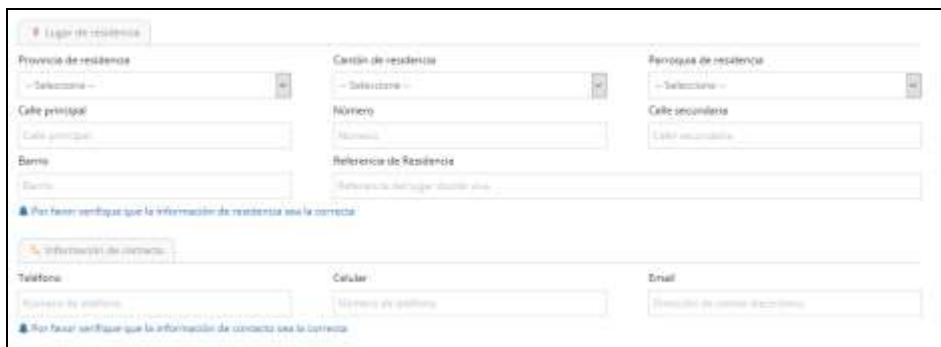 Lugar de residencia
Provincia de residencia Cantón de residencia Parroquia de residencia
-- Seleccione -- -- Seleccione -- -- Seleccione --
Calle principal Número Calle secundaria
Calle principal Número Calle secundaria
Barrio Referencia de Residencia
Barrio Referencia del lugar donde vive
Por favor verifique que la información de residencia sea la correcta
Información de contacto
Teléfono Celular Email
Número de teléfono Número de teléfono Dirección de correo electrónico
Por favor verifique que la información de contacto sea la correcta